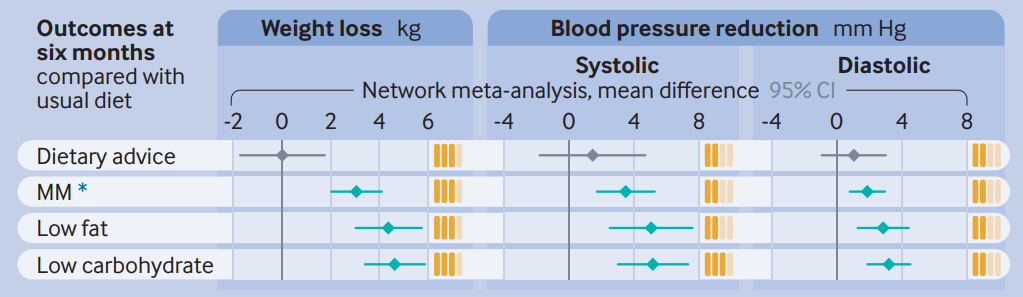 Outcomes at
six months
compared with
usual diet
Weight loss kg
Blood pressure reduction mm Hg
Systolic
Diastolic
Network meta-analysis, mean difference 95% CI
-2 0 2 4 6
-4 0 4 8
-4 0 4 8
Dietary advice
MM *
Low fat
Low carbohydrate